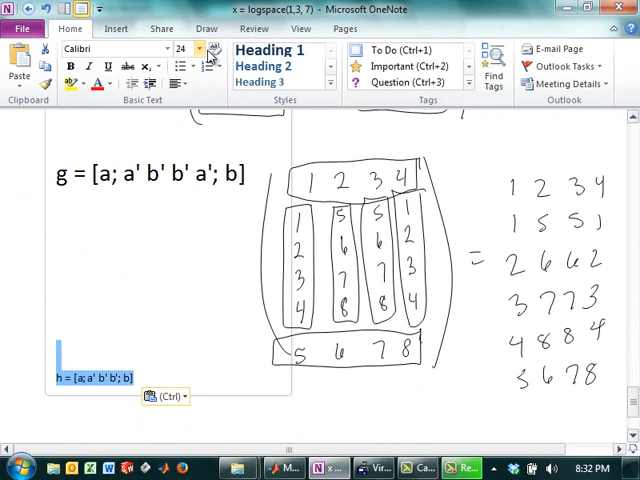 x = logspace(1,3, 7) - Microsoft OneNote
File Home Insert Share Draw Review View
Calibri 24
Paste
B I U
Clipboard Basic Text Styles Tags Outlook
Heading 1
Heading 2
Heading 3
To Do (Ctrl+1)
Important (Ctrl+2)
Question (Ctrl+3)
Find Tags
E-mail Page
Outlook Tasks
Meeting Details
g = [a; a' b' b' a'; b]
1 2 3 4
1 5 5 1
2 6 6 2
3 7 7 3
4 8 8 4
5 6 7 8
=
1 2 3 4
1 5 5 1
2 6 6 2
3 7 7 3
4 8 8 4
3 6 7 8
h = [a; a' b' b'; b]
(Ctrl)
M...
x ...
Vir...
Ca...
Re...
8:32 PM